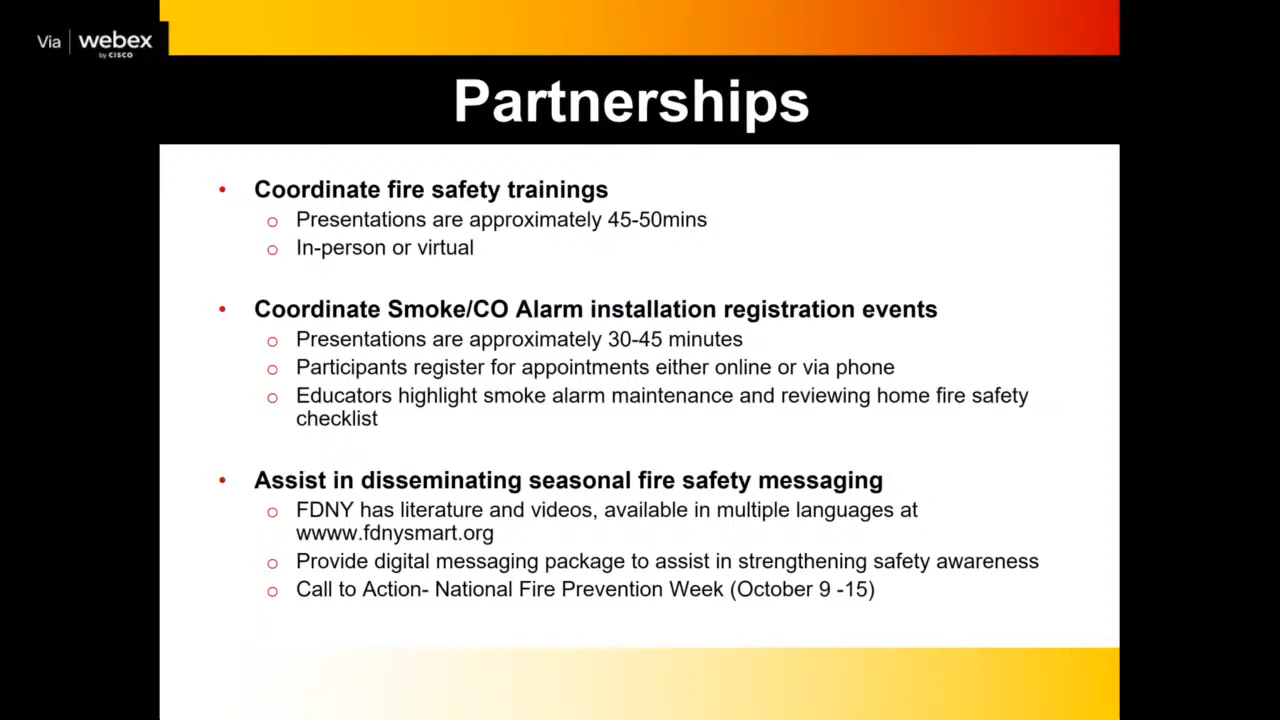 Via | webex
by CISCO
Partnerships
• Coordinate fire safety trainings
o Presentations are approximately 45-50mins
o In-person or virtual
• Coordinate Smoke/CO Alarm installation registration events
o Presentations are approximately 30-45 minutes
o Participants register for appointments either online or via phone
o Educators highlight smoke alarm maintenance and reviewing home fire safety
checklist
• Assist in disseminating seasonal fire safety messaging
o FDNY has literature and videos, available in multiple languages at
wwww.fdnysmart.org
o Provide digital messaging package to assist in strengthening safety awareness
o Call to Action- National Fire Prevention Week (October 9 -15)